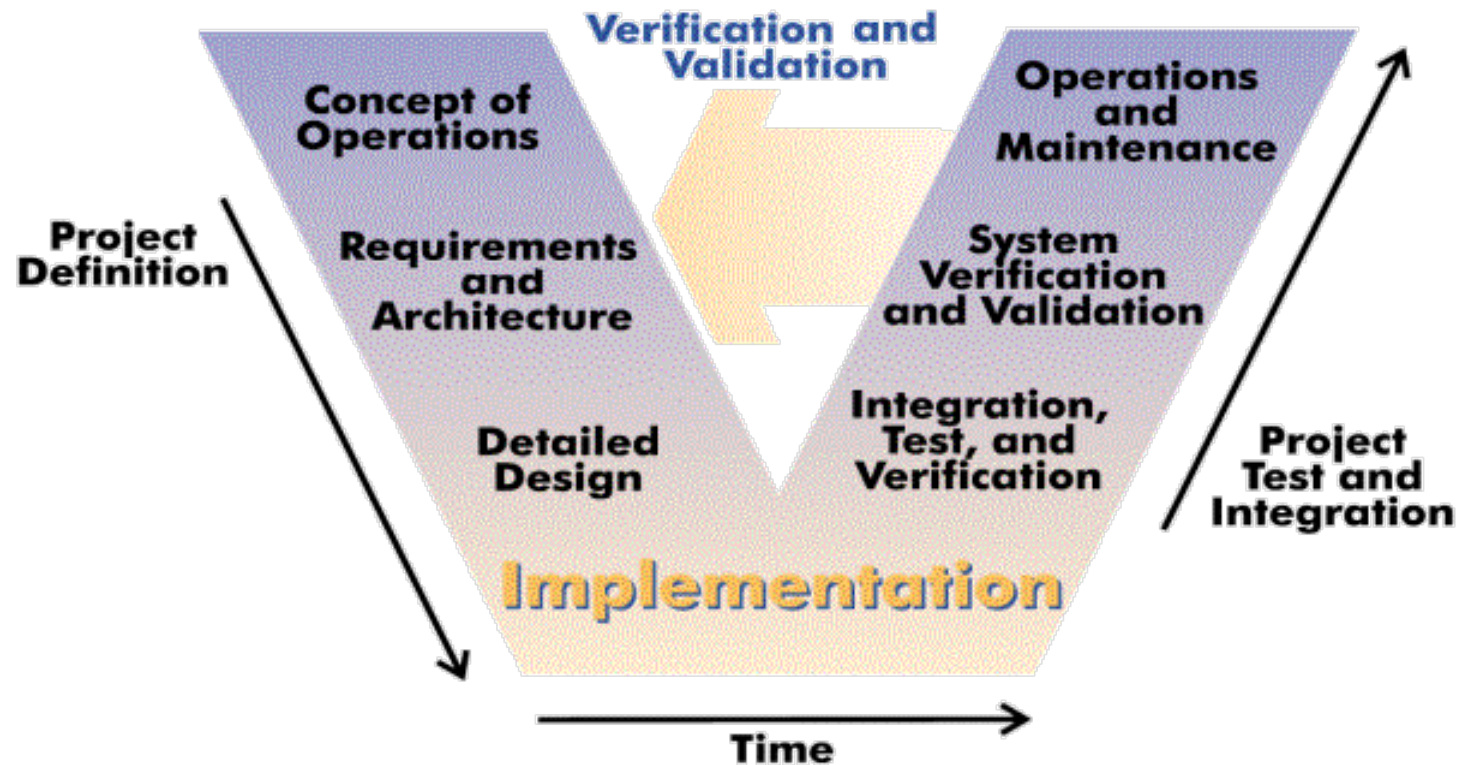 Verification and
Validation
Concept of
Operations
Operations
and
Maintenance
Project
Definition
Requirements
and
Architecture
System
Verification
and Validation
Detailed
Design
Integration,
Test, and
Verification
Project
Test and
Integration
Implementation
Time